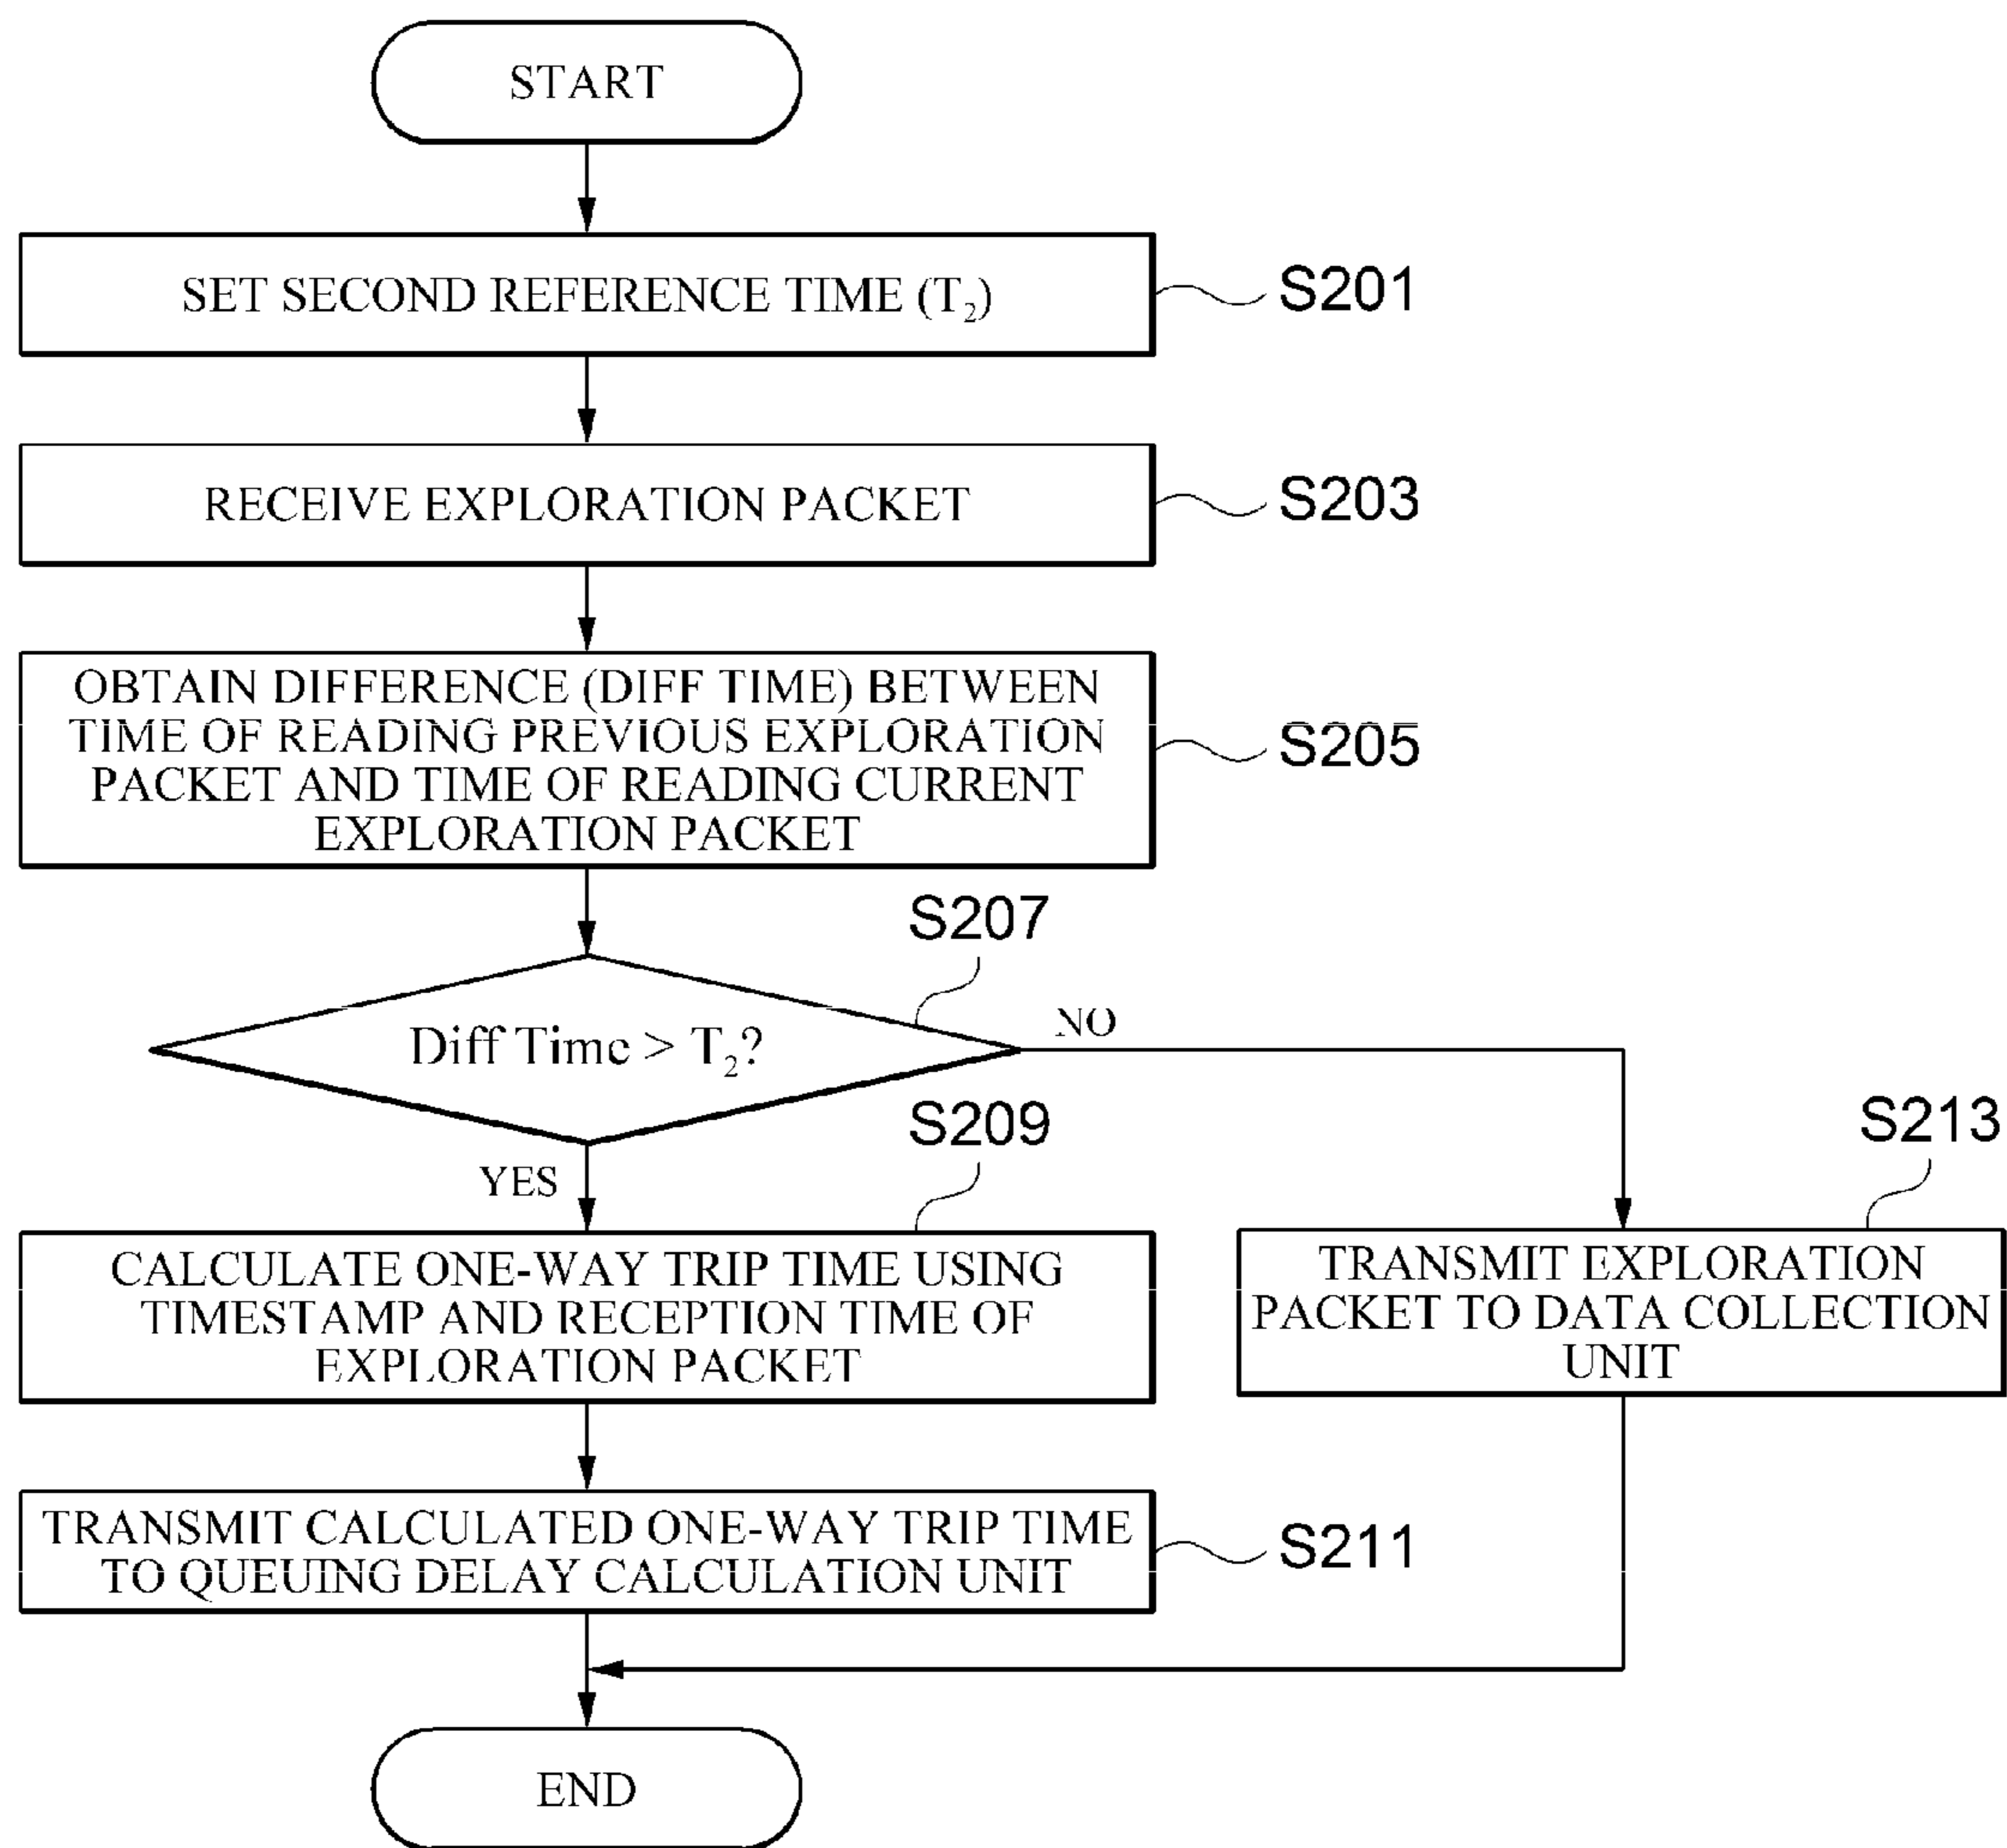 START
SET SECOND REFERENCE TIME (T₂)
S201
RECEIVE EXPLORATION PACKET
S203
OBTAIN DIFFERENCE (DIFF TIME) BETWEEN
TIME OF READING PREVIOUS EXPLORATION
PACKET AND TIME OF READING CURRENT
EXPLORATION PACKET
S205
S207
Diff Time > T₂?
NO
YES
S209
CALCULATE ONE-WAY TRIP TIME USING
TIMESTAMP AND RECEPTION TIME OF
EXPLORATION PACKET
S213
TRANSMIT EXPLORATION
PACKET TO DATA COLLECTION
UNIT
TRANSMIT CALCULATED ONE-WAY TRIP TIME
TO QUEUING DELAY CALCULATION UNIT
S211
END